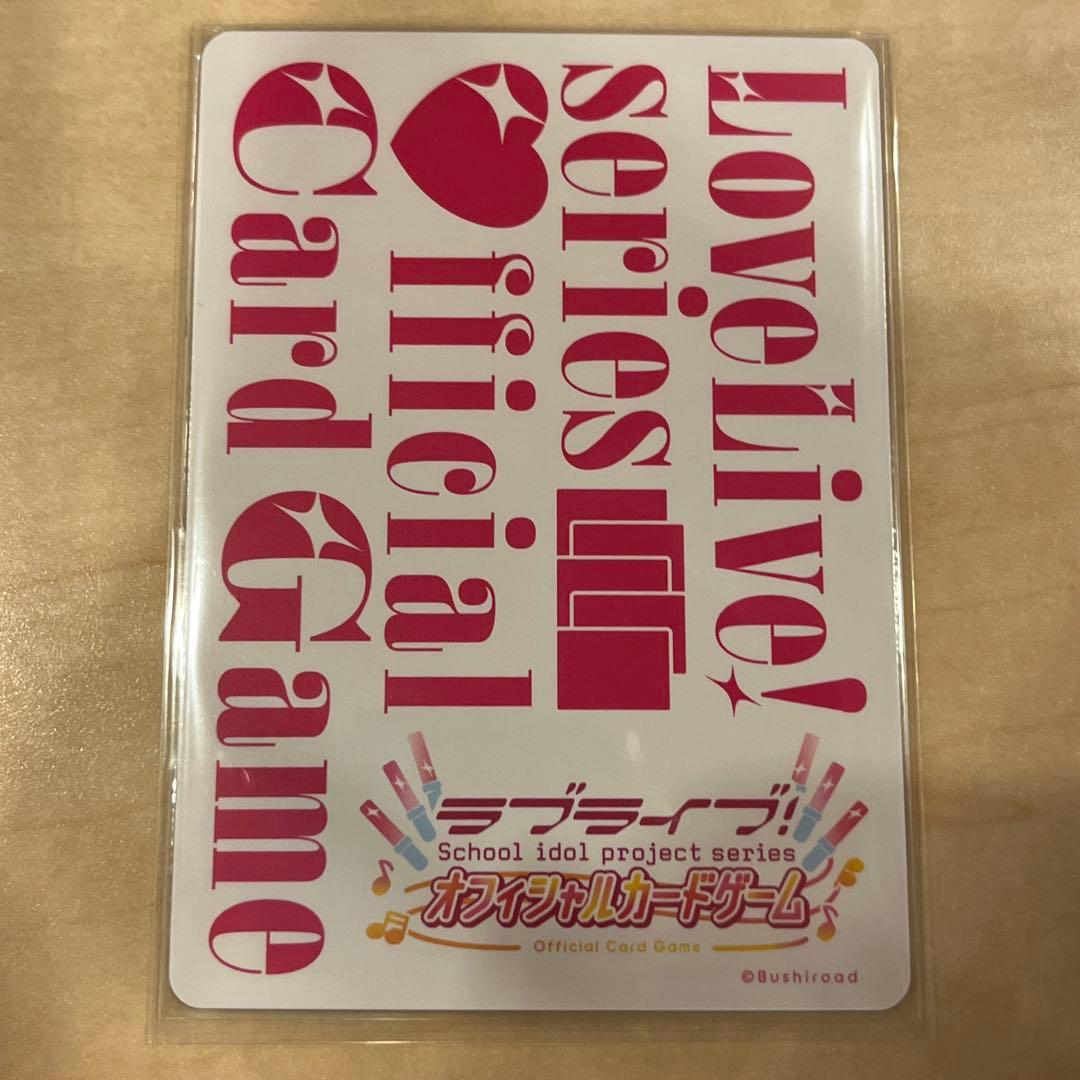 LoveLive!
series
Official
Card Game
ラブライブ!
School idol project series
オフィシャルカードゲーム
Official Card Game
©Bushiroad